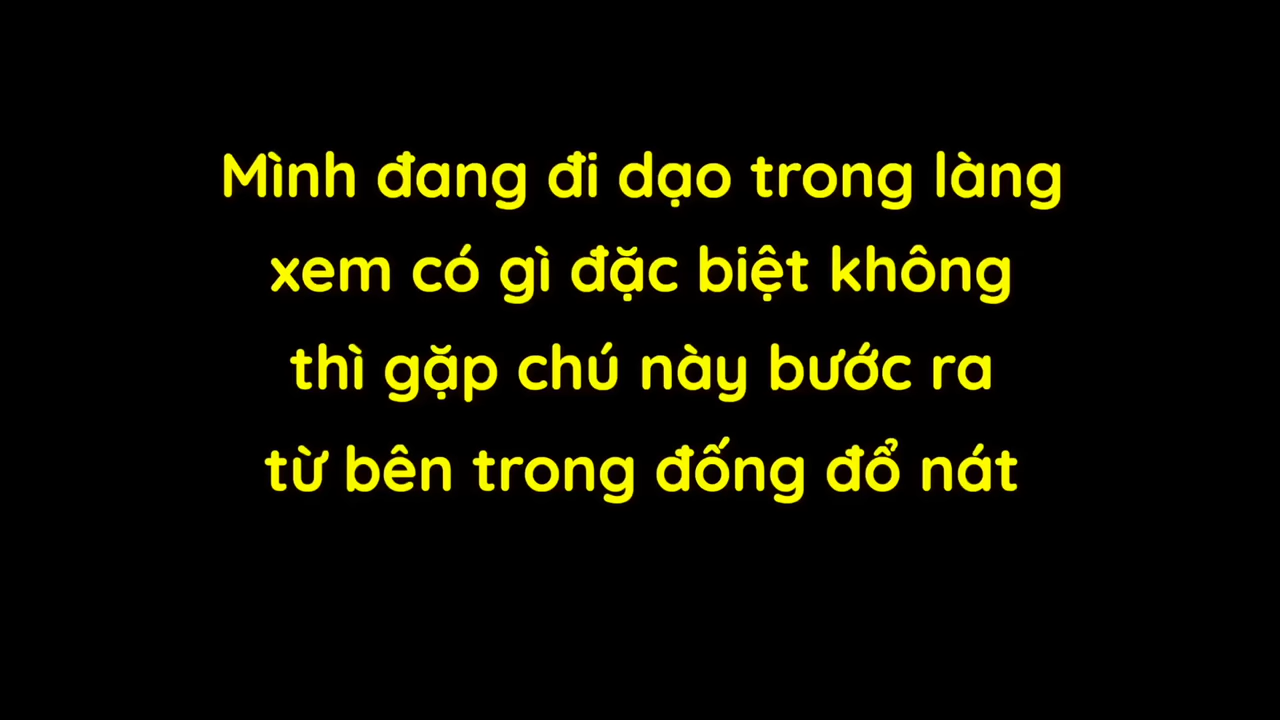 Mình đang đi dạo trong làng
xem có gì đặc biệt không
thì gặp chú này bước ra
từ bên trong đống đổ nát